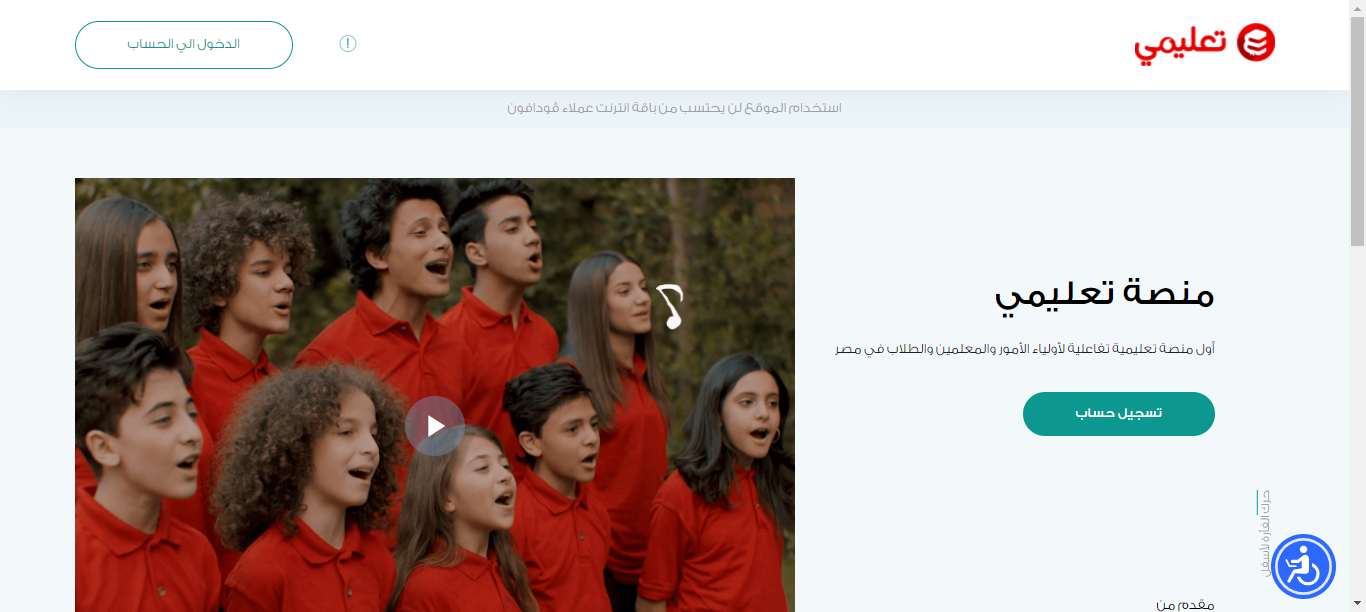 تعليمي
!
الدخول الي الحساب
استخدام الموقع لن يحتسب من باقة انترنت عملاء ڤودافون
منصة تعليمي
أول منصة تعليمية تفاعلية لأولياء الأمور والمعلمين والطلاب في مصر
تسجيل حساب
حرك الفأرة لأسفل
مقدم من